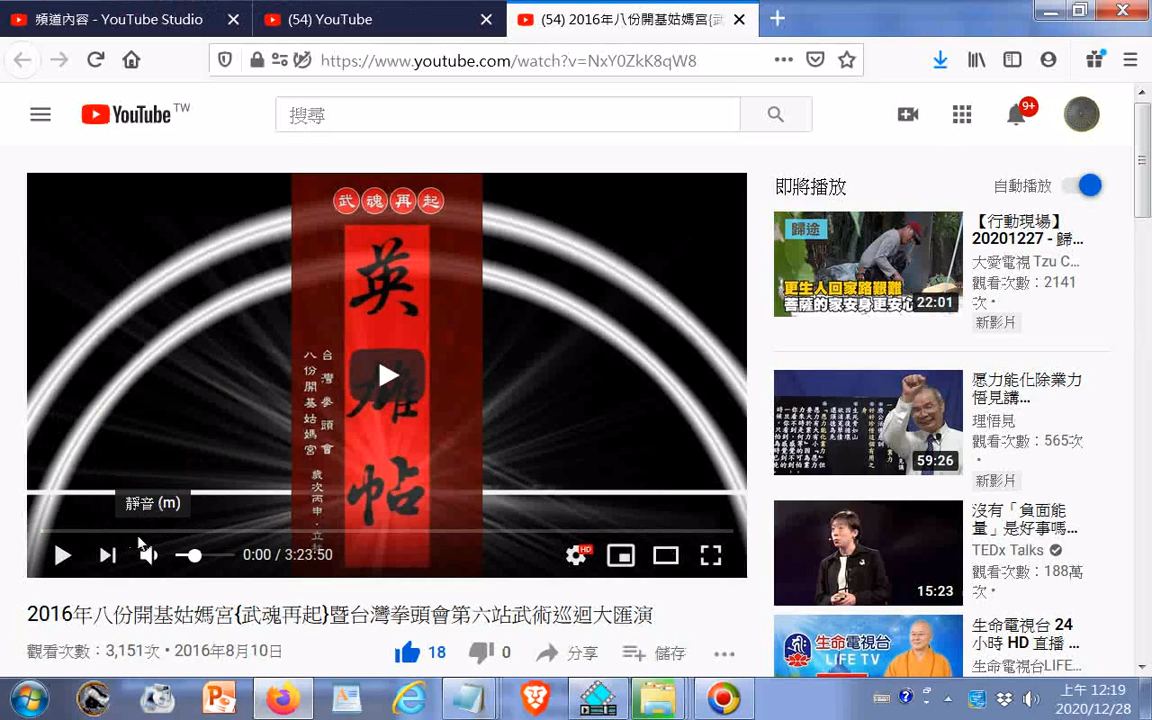 頻道內容 - YouTube Studio
(54) YouTube
(54) 2016年八份開基姑媽宮{武
https://www.youtube.com/watch?v=NxY0ZkK8qW8
YouTube TW
搜尋
9+
武魂再起
英雄帖
台灣拳頭會
八份開基姑媽宮
歲次丙申
靜音 (m)
0:00 / 3:23:50
HD
2016年八份開基姑媽宮{武魂再起}暨台灣拳頭會第六站武術巡迴大匯演
觀看次數：3,151次 • 2016年8月10日
18
0
分享
儲存
即將播放
自動播放
歸途
更生人回家路艱難
菩薩的家安身更安心
22:01
【行動現場】
20201227 - 歸...
大愛電視 Tzu C...
觀看次數：2141
次 •
新影片
59:26
愿力能化除業力
悟見講...
理悟見
觀看次數：565次
•
新影片
15:23
沒有「負面能
量」是好事嗎...
TEDx Talks
觀看次數：188萬
次 •
生命電視台
LIFE TV
生命電視台 24
小時 HD 直播...
生命電視台LIFE...
上午 12:19
2020/12/28